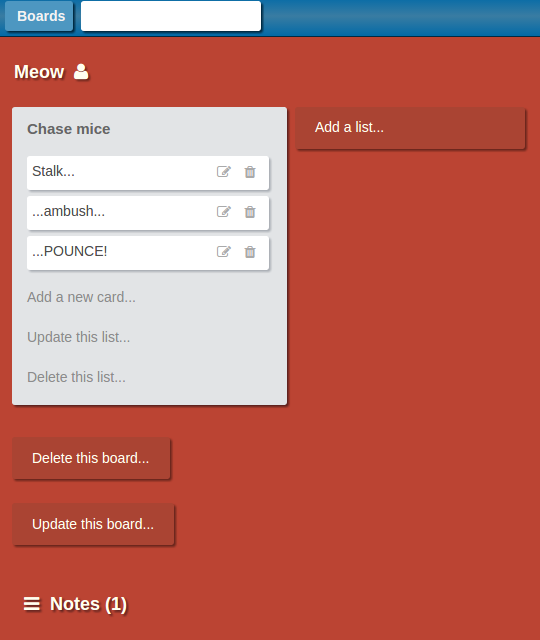 Boards
Meow
Chase mice
Add a list...
Stalk...
...ambush...
...POUNCE!
Add a new card...
Update this list...
Delete this list...
Delete this board...
Update this board...
Notes (1)